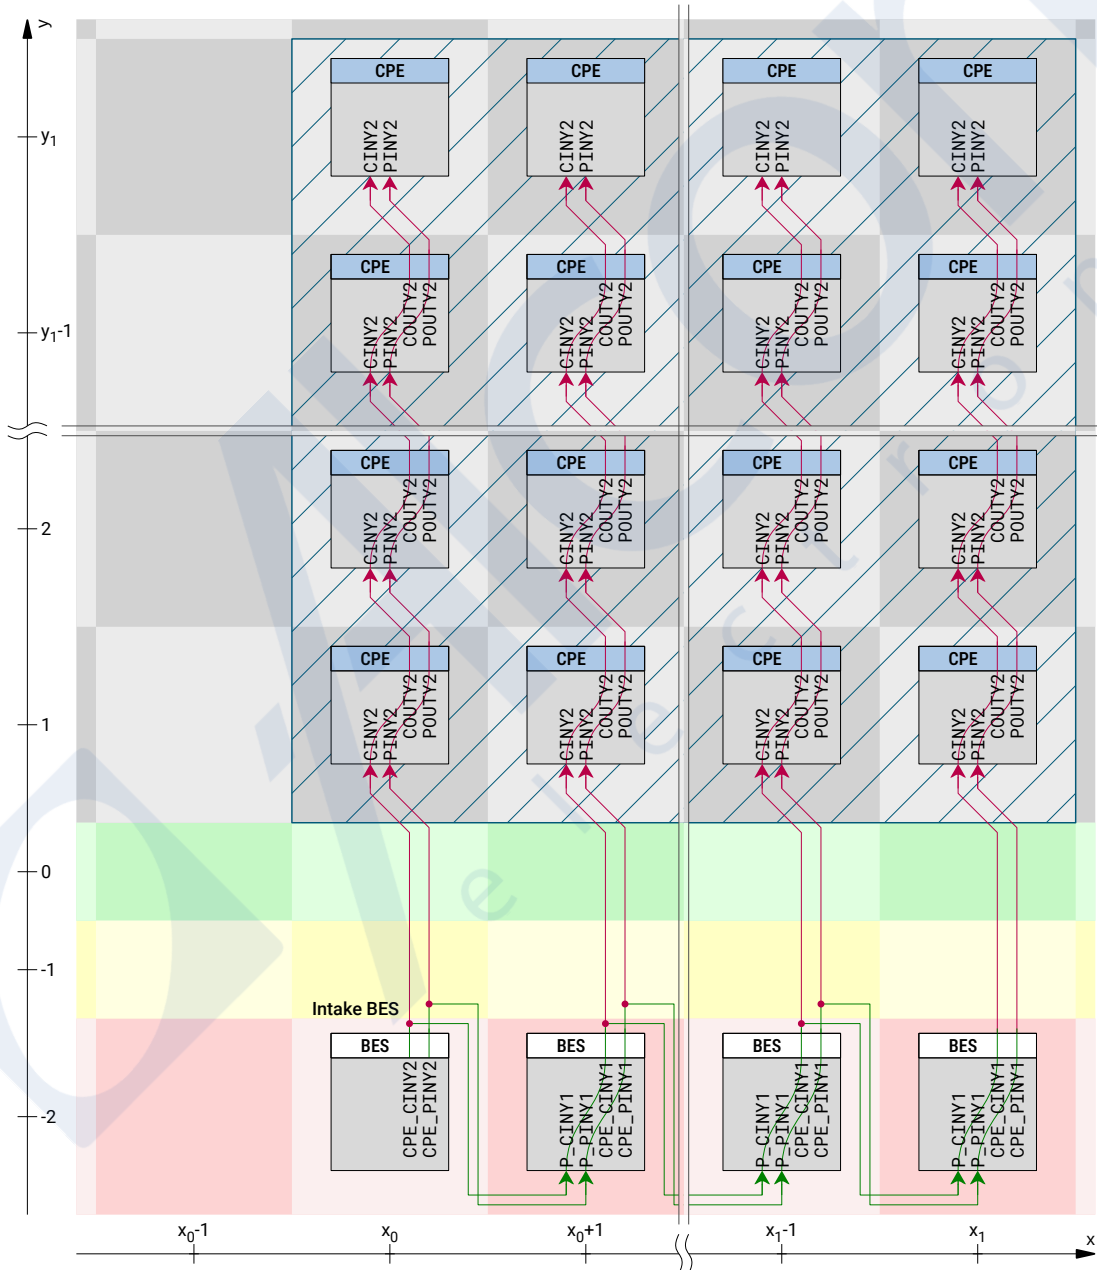 y
CPE CPE CPE CPE
y1
CINY2 PINY2 CINY2 PINY2 CINY2 PINY2 CINY2 PINY2
CPE CPE CPE CPE
y1-1
CINY2 PINY2 COUTY2 POUTY2 CINY2 PINY2 COUTY2 POUTY2 CINY2 PINY2 COUTY2 POUTY2 CINY2 PINY2 COUTY2 POUTY2
CPE CPE CPE CPE
2
CINY2 PINY2 COUTY2 POUTY2 CINY2 PINY2 COUTY2 POUTY2 CINY2 PINY2 COUTY2 POUTY2 CINY2 PINY2 COUTY2 POUTY2
CPE CPE CPE CPE
1
CINY2 PINY2 COUTY2 POUTY2 CINY2 PINY2 COUTY2 POUTY2 CINY2 PINY2 COUTY2 POUTY2 CINY2 PINY2 COUTY2 POUTY2
0
-1
Intake BES
BES BES BES BES
-2
CPE_CINY2 CPE_PINY2 P_CINY1 P_PINY1 CPE_CINY1 CPE_PINY1 P_CINY1 P_PINY1 CPE_CINY1 CPE_PINY1 P_CINY1 P_PINY1 CPE_CINY1 CPE_PINY1
x0-1 x0 x0+1 x1-1 x1 x